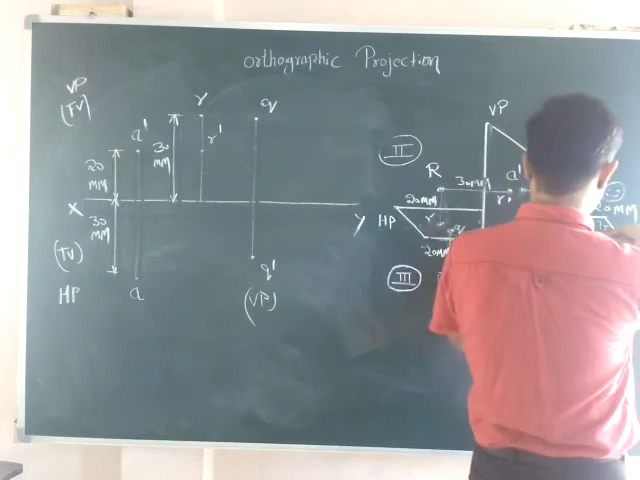 Orthographic Projection
VP
(TV)
a'
r
r'
q
20
MM
30
MM
X
Y
30
MM
(TV)
HP
a
q'
(VP)
VP
II
R
30MM
a'
r'
20MM
HP
r
q
20MM
III
20MM